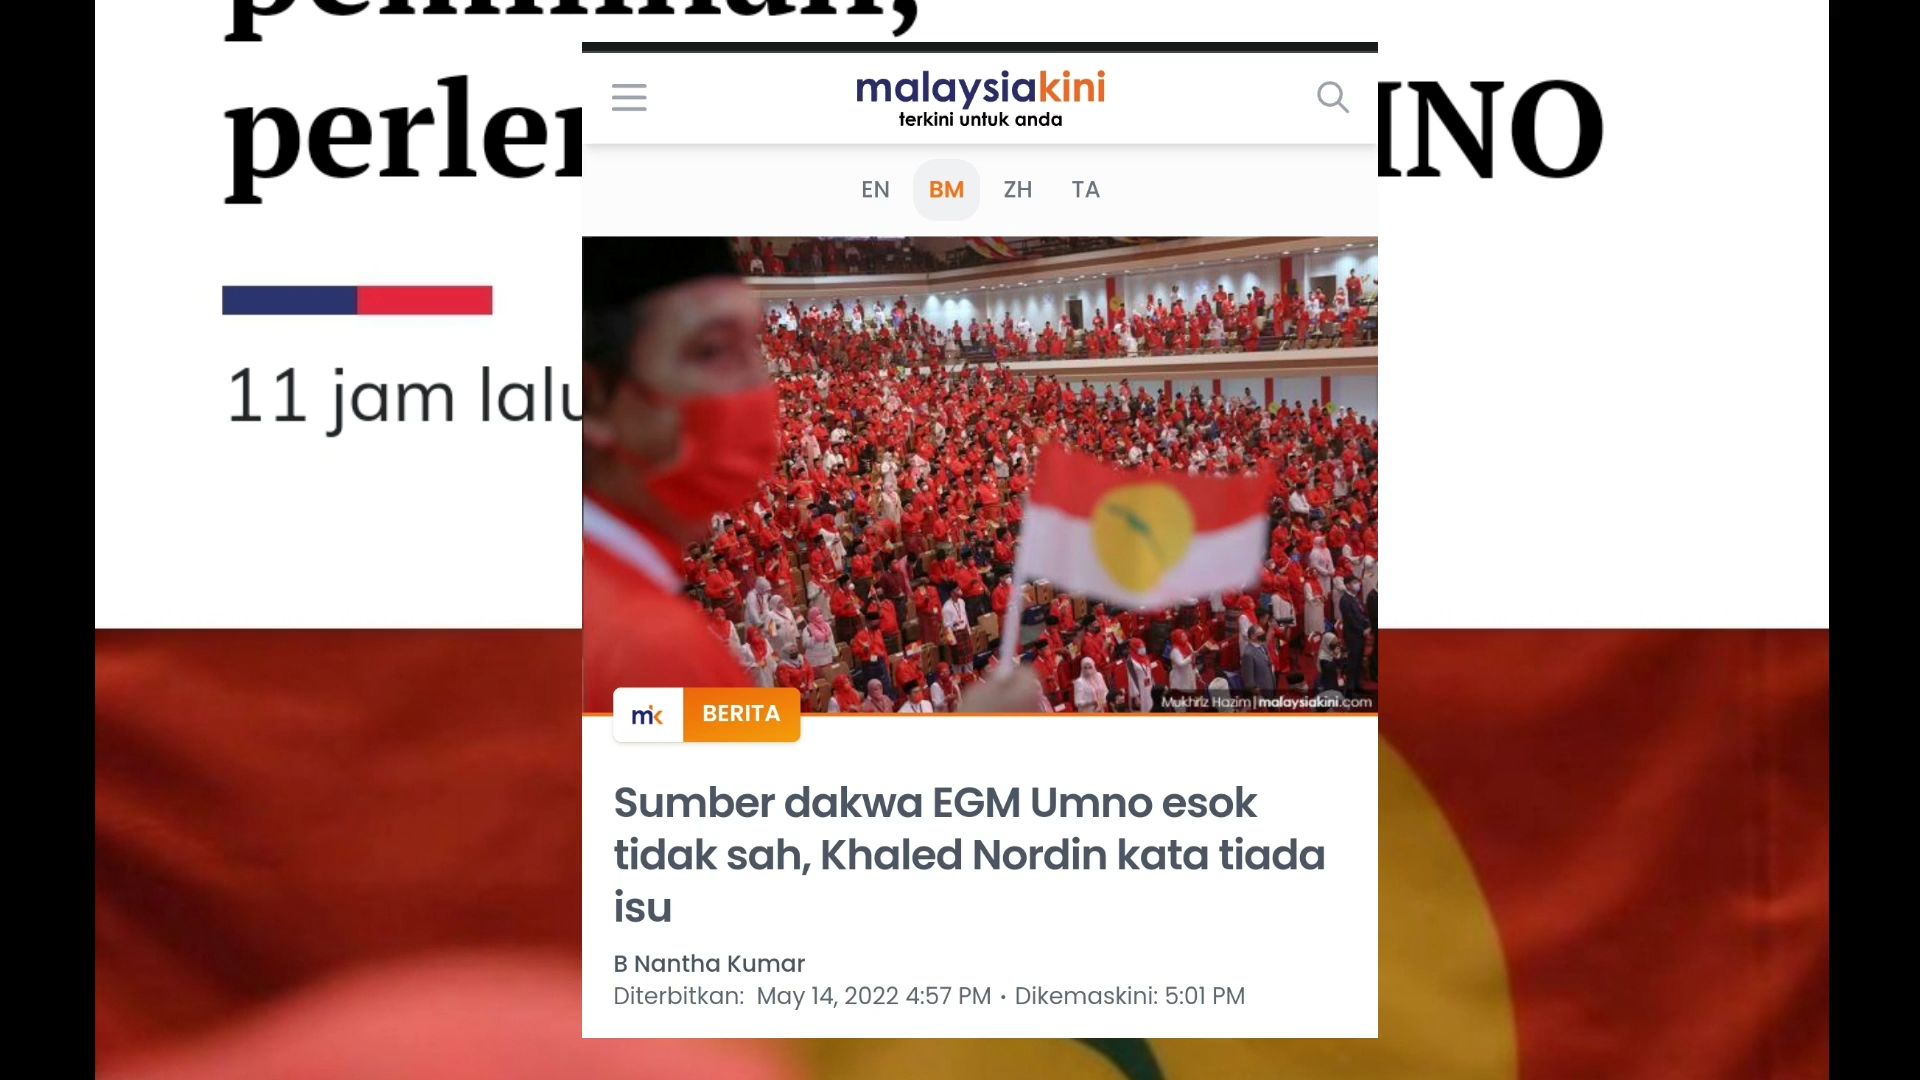 perle
NO
11 jam lalu
malaysiakini
terkini untuk anda
EN BM ZH TA
Mukhriz Hazim | malaysiakini.com
mk BERITA
Sumber dakwa EGM Umno esok
tidak sah, Khaled Nordin kata tiada
isu
B Nantha Kumar
Diterbitkan: May 14, 2022 4:57 PM • Dikemaskini: 5:01 PM